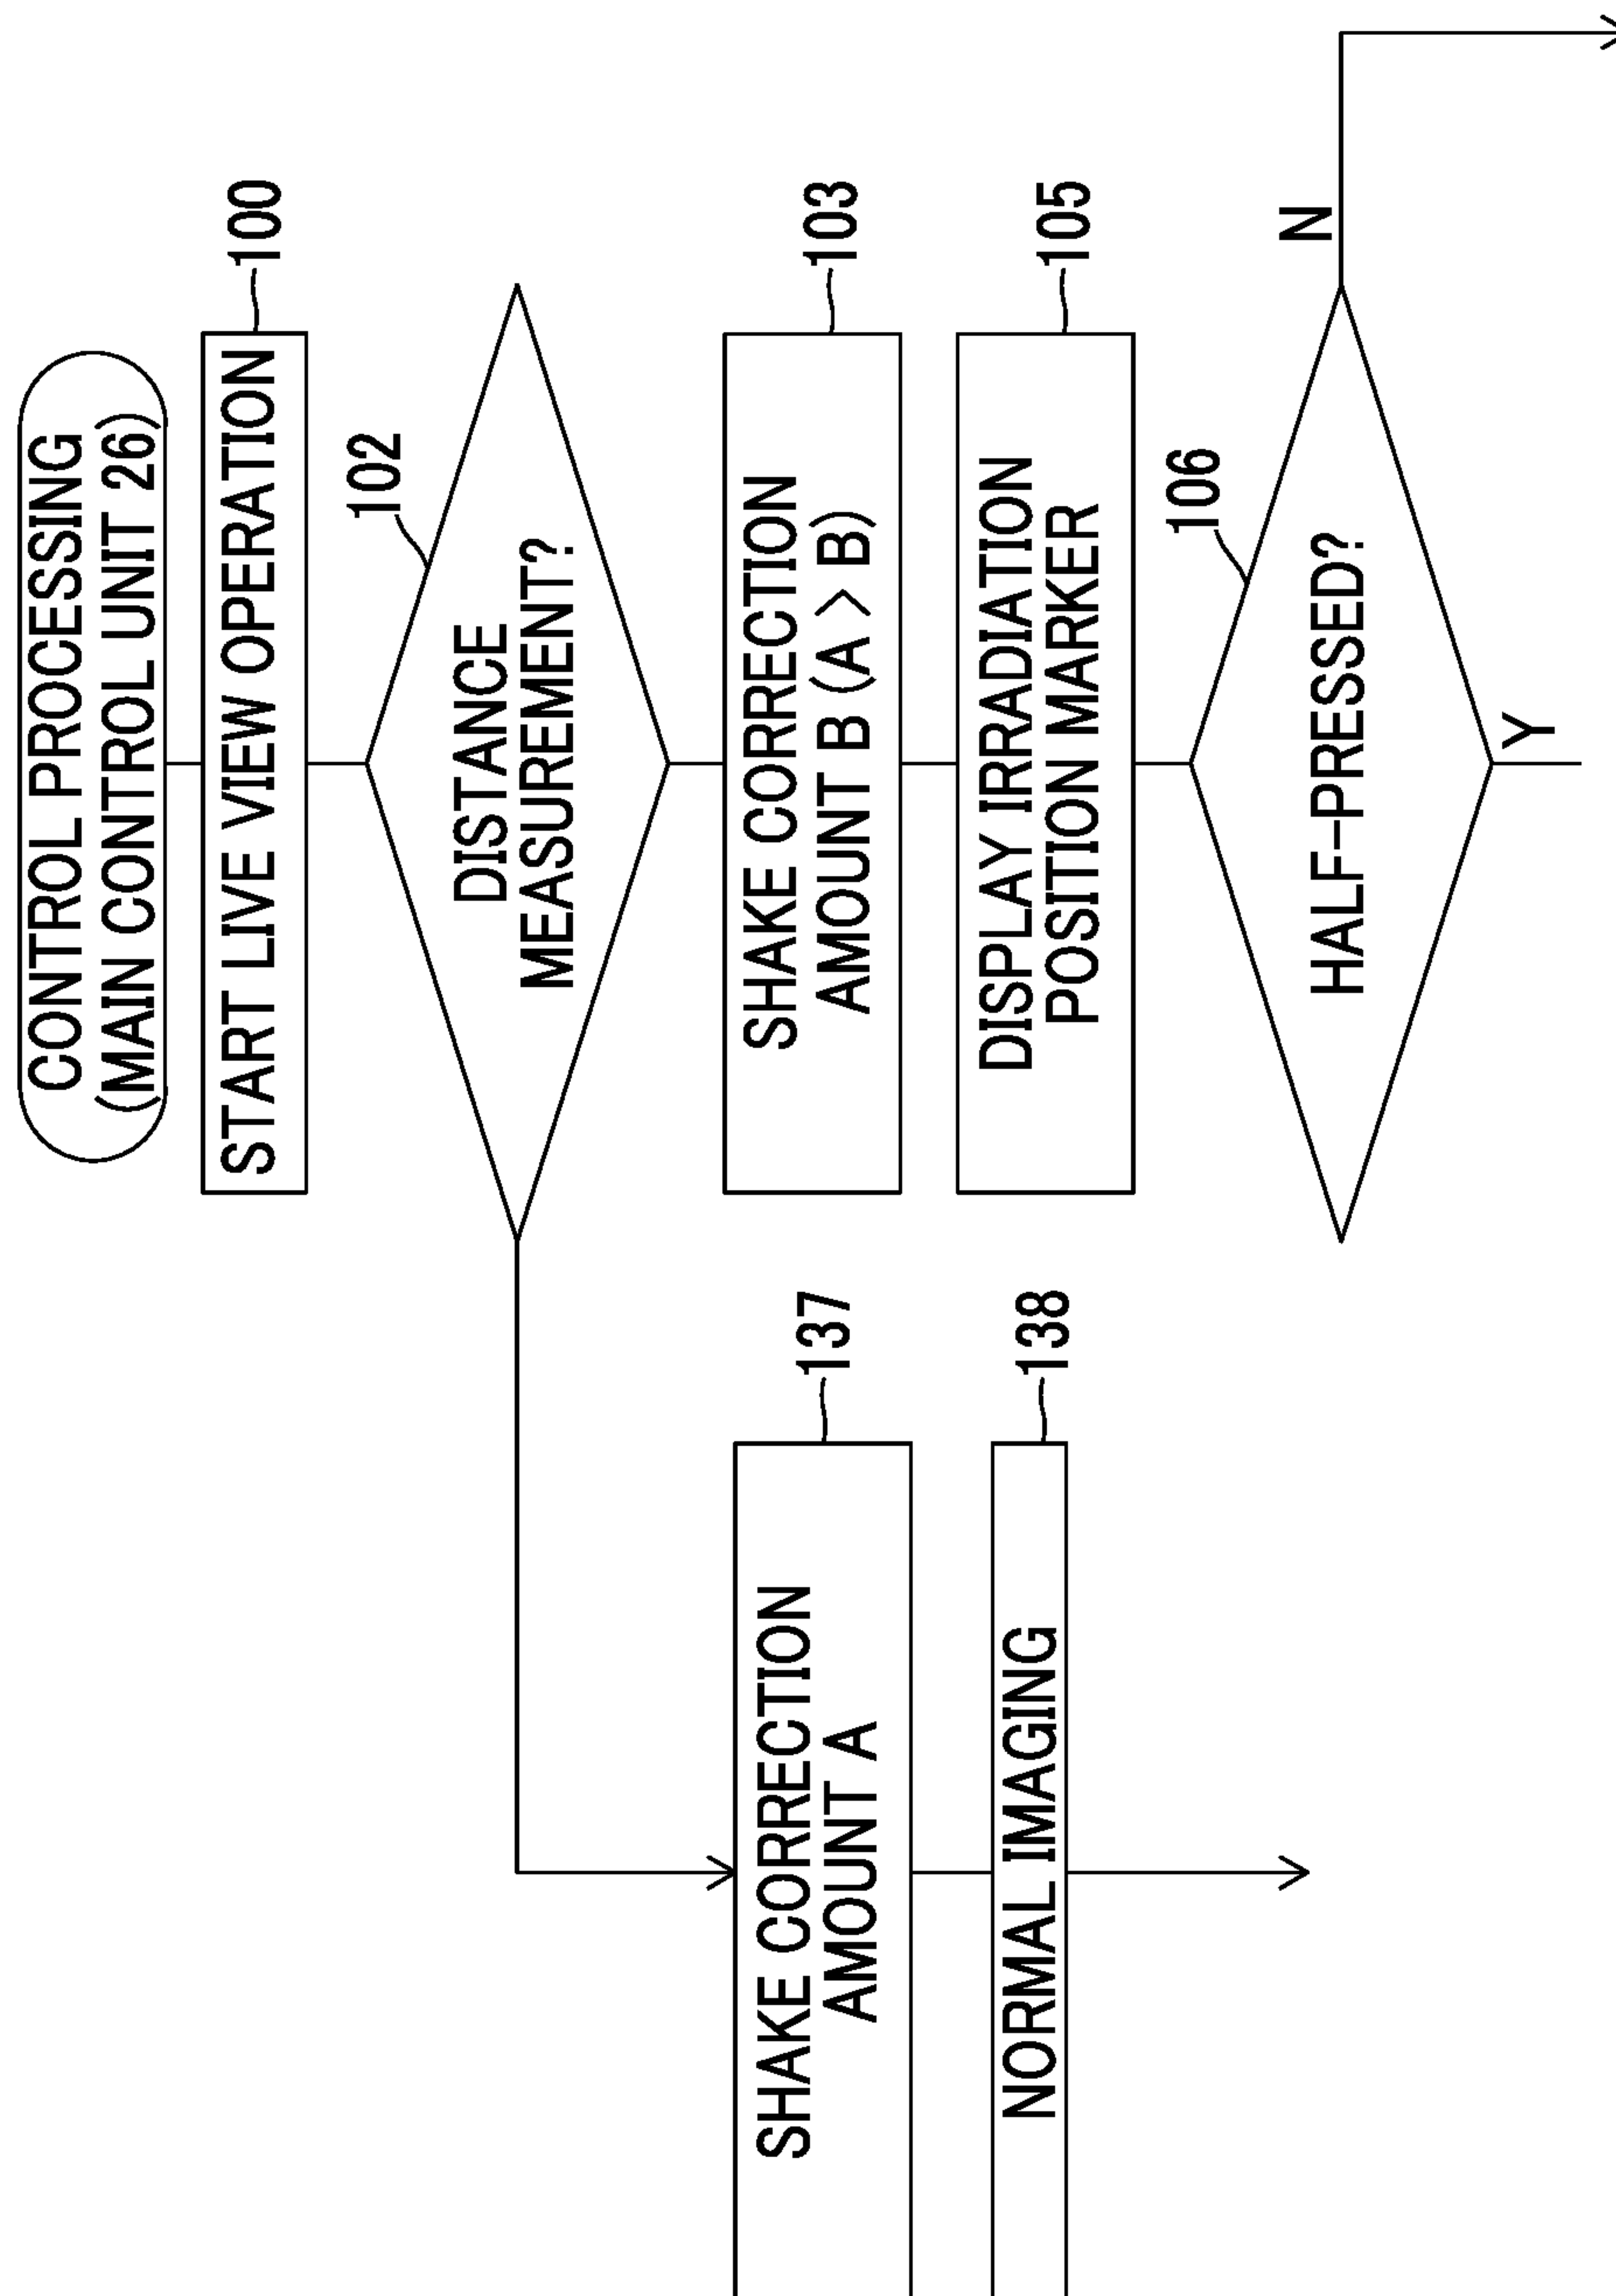 CONTROL PROCESSING
(MAIN CONTROL UNIT 26)
START LIVE VIEW OPERATION
100
102
DISTANCE
MEASUREMENT?
SHAKE CORRECTION
AMOUNT B (A > B)
103
DISPLAY IRRADIATION
POSITION MARKER
105
106
HALF-PRESSED?
N
Y
SHAKE CORRECTION
AMOUNT A
137
NORMAL IMAGING
138